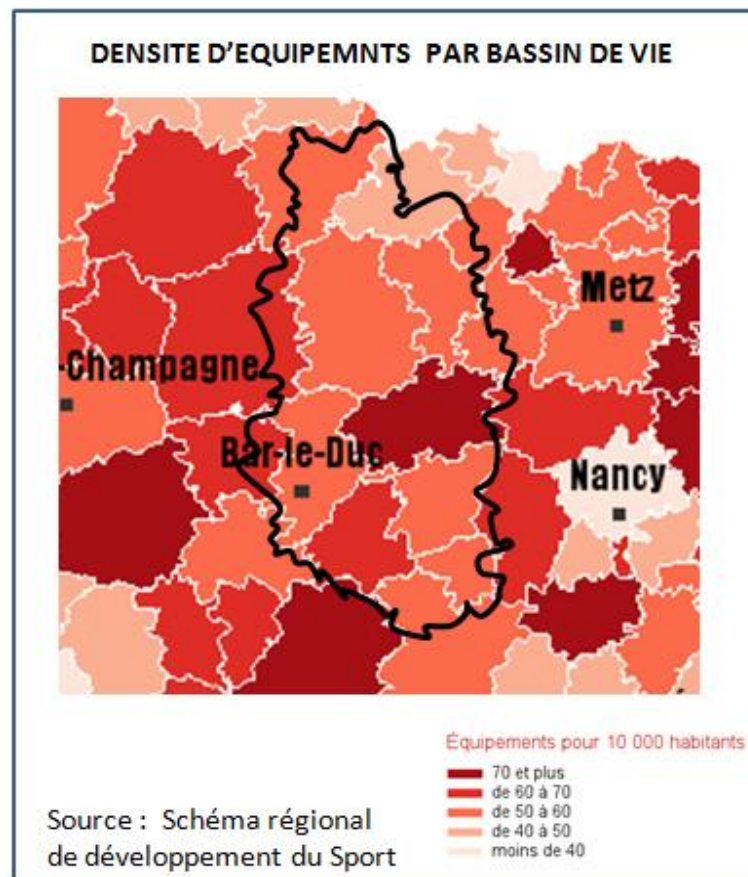 DENSITE D'EQUIPEMNTS PAR BASSIN DE VIE
Metz
-Champagne
Bar-le-Duc
Nancy
Équipements pour 10 000 habitants
70 et plus
de 60 à 70
de 50 à 60
de 40 à 50
moins de 40
Source : Schéma régional
de développement du Sport